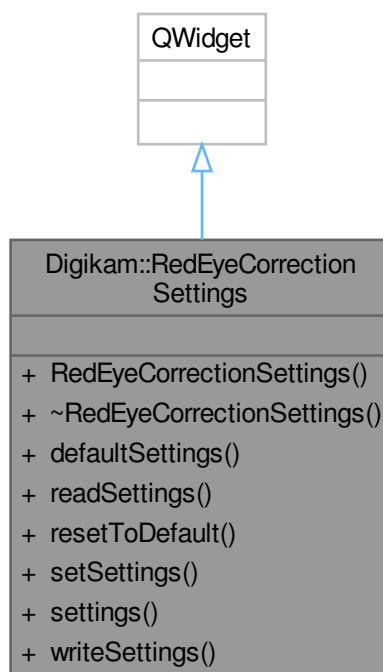 QWidget
Digikam::RedEyeCorrection
Settings
+ RedEyeCorrectionSettings()
+ ~RedEyeCorrectionSettings()
+ defaultSettings()
+ readSettings()
+ resetToDefault()
+ setSettings()
+ settings()
+ writeSettings()